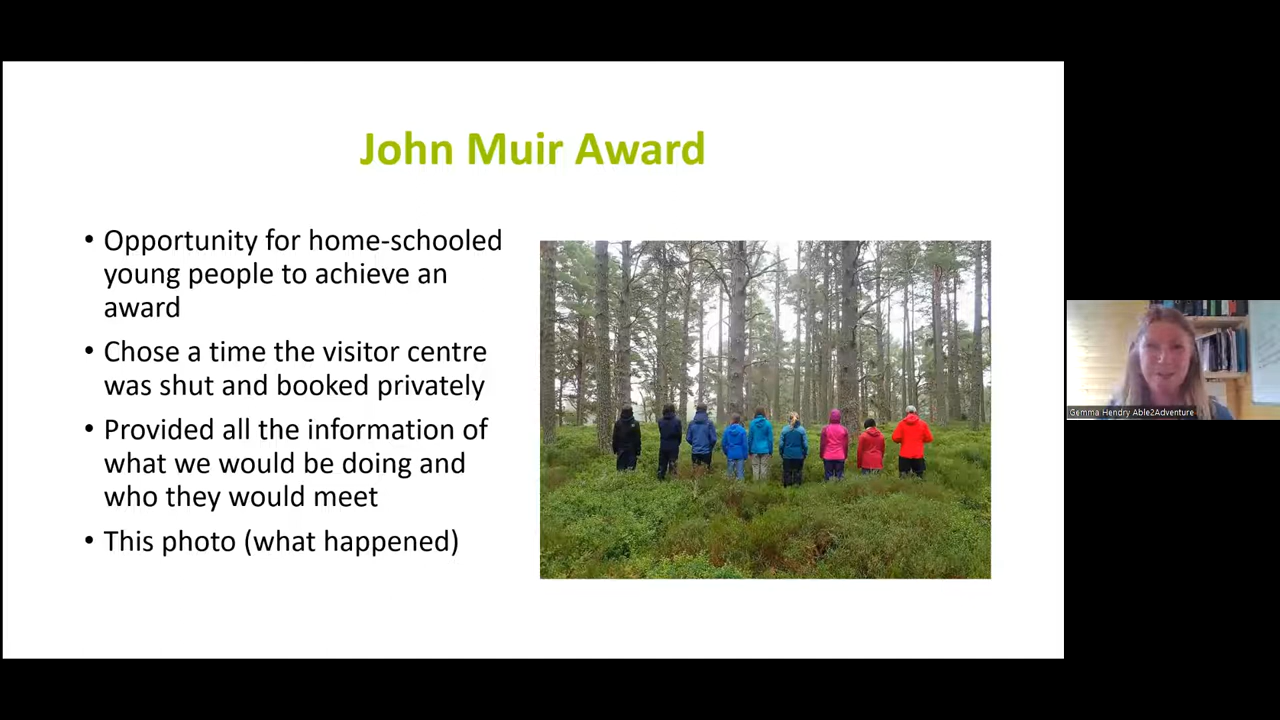 John Muir Award
• Opportunity for home-schooled
young people to achieve an
award
• Chose a time the visitor centre
was shut and booked privately
• Provided all the information of
what we would be doing and
who they would meet
• This photo (what happened)
Gemma Hendry Able2Adventure